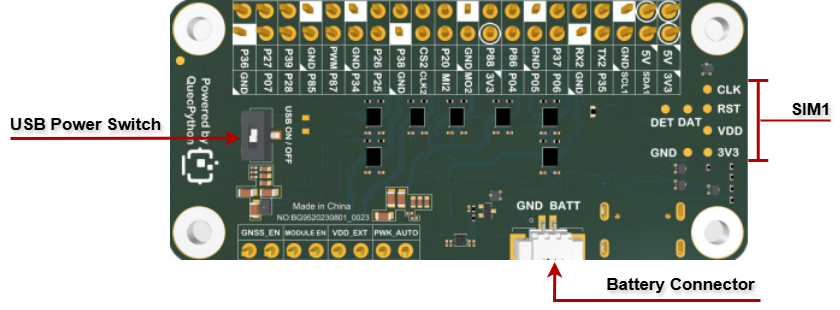 P36 P27 P39 GND PWM GND P26 P38 CS2 P20 GND P88 P86 GND P37 RX2 TX2 GND 5V 5V
GND P07 P28 P85 P87 P34 P25 GND CLK2 MI2 MO2 3V3 P04 P05 P06 GND P35 SCL1 SDA1 3V3
Powered by
QuecPython
USB ON / OFF
USB Power Switch
CLK
RST
DET DAT
VDD
GND
3V3
SIM1
Made in China
NO:BG9520230801_0023
GNSS_EN MODULE EN VDD_EXT PWK_AUTO
GND BATT
Battery Connector